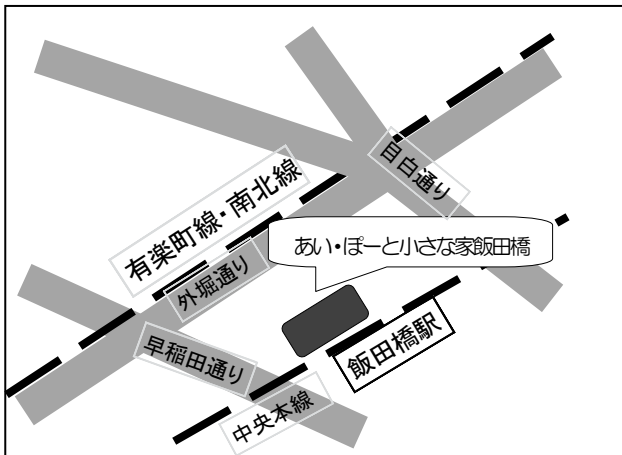 目白通り
有楽町線・南北線
あい・ぽーと小さな家飯田橋
外堀通り
飯田橋駅
早稲田通り
中央本線